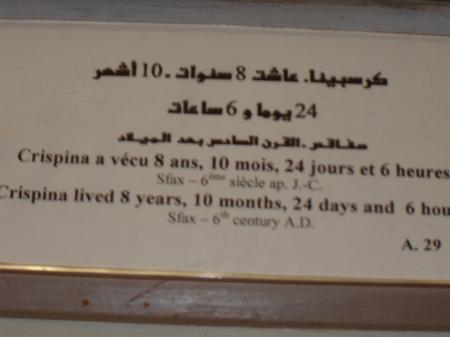 كرسبينا. عاشت 8 سنوات .10 أشهر
24 يوما و 6 ساعات
صفاقس .القرن السادس بعد الميلاد
Crispina a vécu 8 ans, 10 mois, 24 jours et 6 heures
Sfax – 6ème siècle ap. J.-C.
Crispina lived 8 years, 10 months, 24 days and 6 hou
Sfax – 6th century A.D.
A. 29